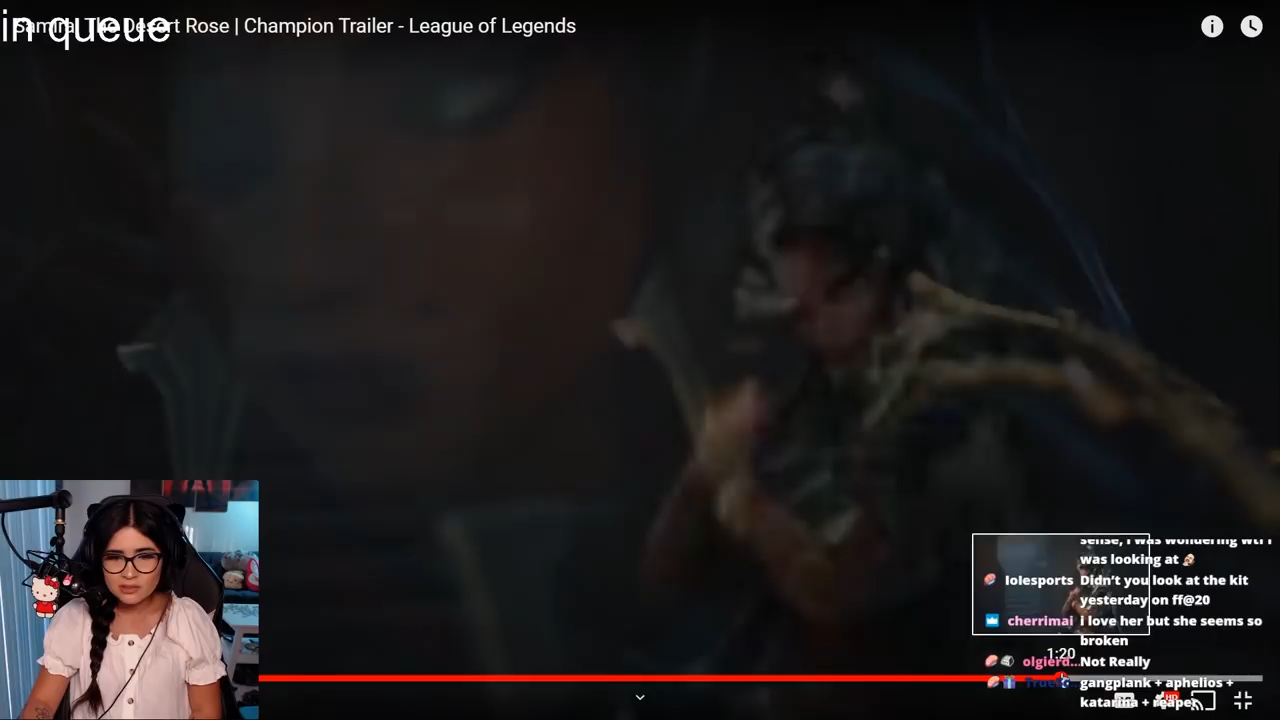 Samira, The Desert Rose | Champion Trailer - League of Legends
in queue
sense, i was wondering wtf i
was looking at
lolesports Didn't you look at the kit
yesterday on ff@20
cherrimai i love her but she seems so
broken
1:20
olgierd... Not Really
gangplank + aphelios +
katarina + reaper
HD